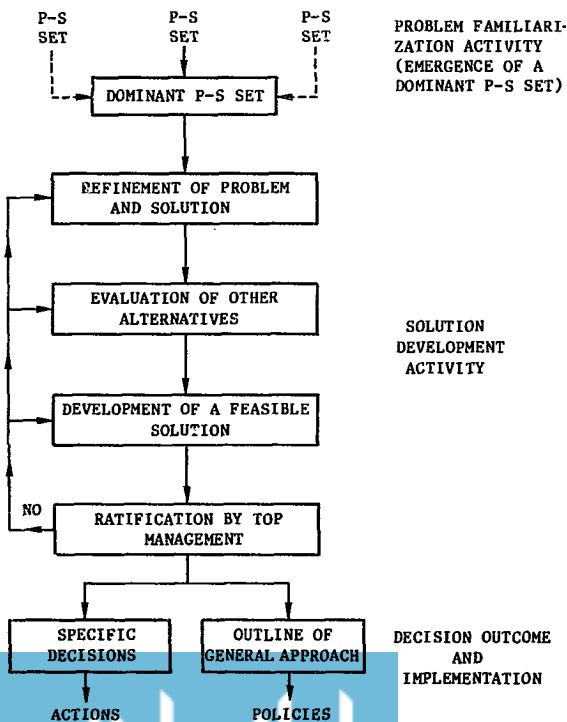 P-S
SET
P-S
SET
P-S
SET
PROBLEM FAMILIARI-
ZATION ACTIVITY
(EMERGENCE OF A
DOMINANT P-S SET)
DOMINANT P-S SET
REFINEMENT OF PROBLEM
AND SOLUTION
EVALUATION OF OTHER
ALTERNATIVES
SOLUTION
DEVELOPMENT
ACTIVITY
DEVELOPMENT OF A FEASIBLE
SOLUTION
NO
RATIFICATION BY TOP
MANAGEMENT
SPECIFIC
DECISIONS
OUTLINE OF
GENERAL APPROACH
DECISION OUTCOME
AND
IMPLEMENTATION
ACTIONS
POLICIES